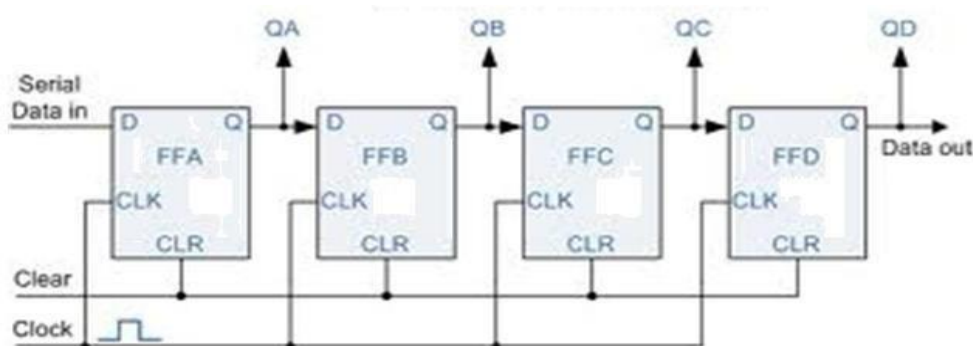 QA QB QC QD
Serial
Data in
D Q D Q D Q D Q
Data out
FFA FFB FFC FFD
CLK CLK CLK CLK
CLR CLR CLR CLR
Clear
Clock